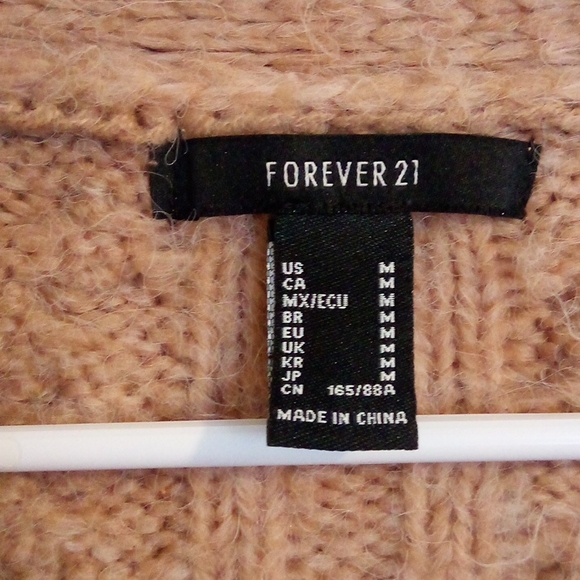 FOREVER 21
US M
CA M
MX/ECU M
BR M
EU M
UK M
KR M
JP M
CN 165/88A
MADE IN CHINA